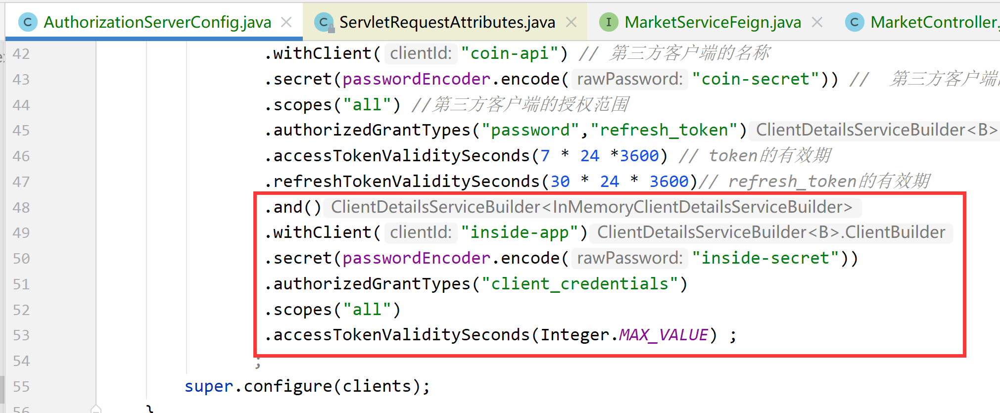 AuthorizationServerConfig.java ServletRequestAttributes.java MarketServiceFeign.java MarketController.
42 .withClient( clientId: "coin-api") // 第三方客户端的名称
43 .secret(passwordEncoder.encode( rawPassword: "coin-secret")) // 第三方客户端
44 .scopes("all") //第三方客户端的授权范围
45 .authorizedGrantTypes("password","refresh_token") ClientDetailsServiceBuilder<B>
46 .accessTokenValiditySeconds(7 * 24 *3600) // token的有效期
47 .refreshTokenValiditySeconds(30 * 24 * 3600)// refresh_token的有效期
48 .and() ClientDetailsServiceBuilder<InMemoryClientDetailsServiceBuilder>
49 .withClient( clientId: "inside-app") ClientDetailsServiceBuilder<B>.ClientBuilder
50 .secret(passwordEncoder.encode( rawPassword: "inside-secret"))
51 .authorizedGrantTypes("client_credentials")
52 .scopes("all")
53 .accessTokenValiditySeconds(Integer.MAX_VALUE) ;
54 ;
55 super.configure(clients);
56 }